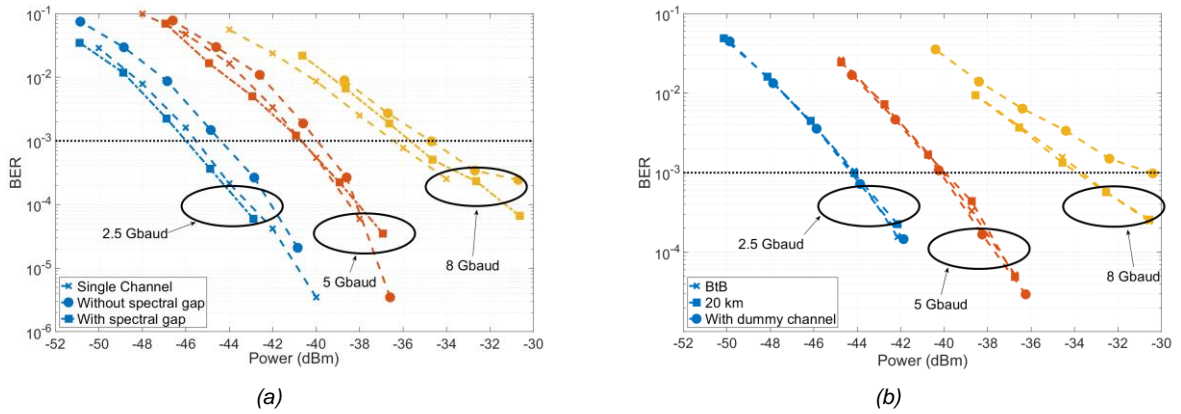 10^-1
10^-2
10^-3
10^-4
10^-5
10^-6
BER
2.5 Gbaud
5 Gbaud
8 Gbaud
Single Channel
Without spectral gap
With spectral gap
-52 -50 -48 -46 -44 -42 -40 -38 -36 -34 -32 -30
Power (dBm)
(a)
10^-1
10^-2
10^-3
10^-4
BER
2.5 Gbaud
5 Gbaud
8 Gbaud
BtB
20 km
With dummy channel
-52 -50 -48 -46 -44 -42 -40 -38 -36 -34 -32 -30
Power (dBm)
(b)